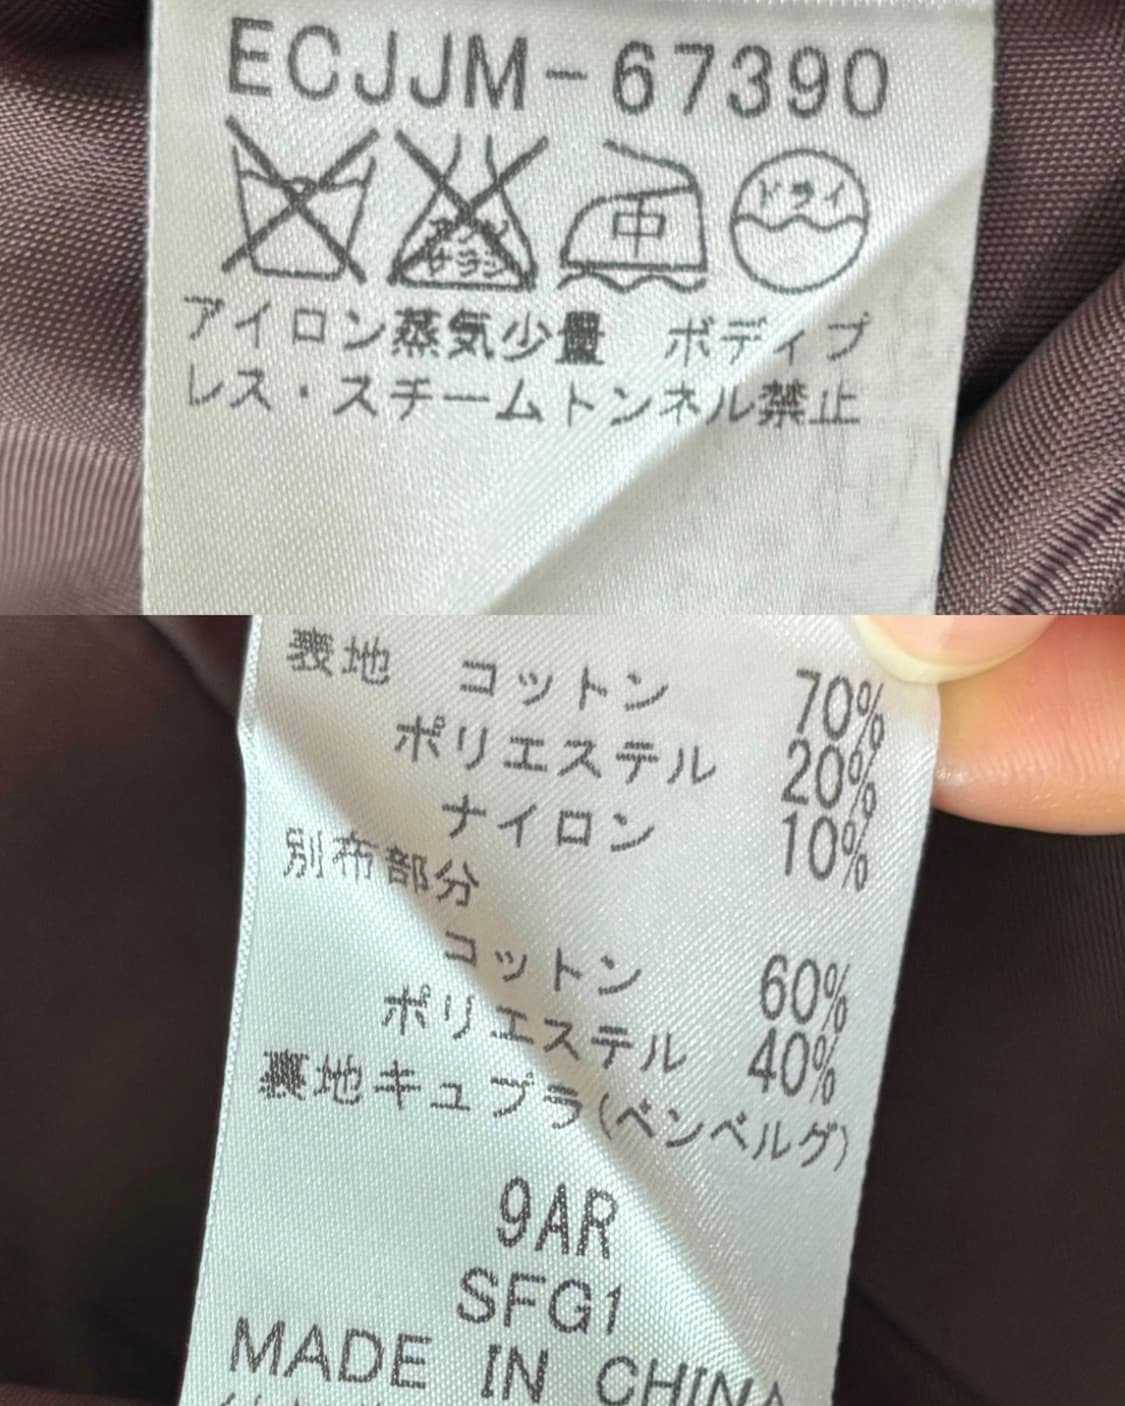 ECJJM-67390
中 ドライ
アイロン蒸気少量　ボディプ
レス・スチームトンネル禁止
表地 コットン 70%
ポリエステル 20%
ナイロン 10%
別布部分
コットン 60%
ポリエステル 40%
裏地キュプラ(ベンベルグ)
9AR
SFG1
MADE IN CHINA